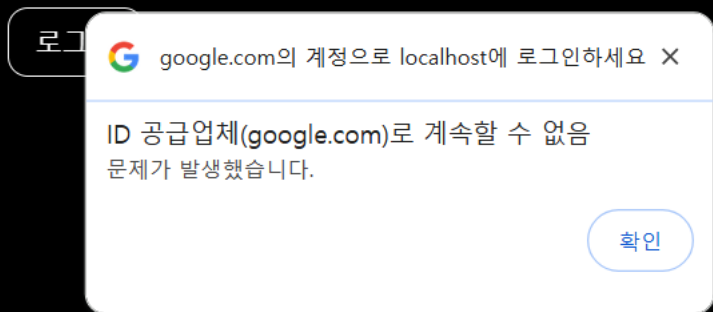 로그
google.com의 계정으로 localhost에 로그인하세요
ID 공급업체(google.com)로 계속할 수 없음
문제가 발생했습니다.
확인